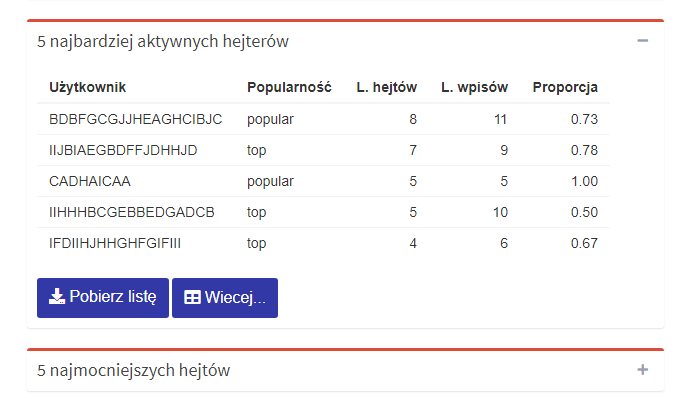 5 najbardziej aktywnych hejterów
Użytkownik Popularność L. hejtów L. wpisów Proporcja
BDBFGCGJJHEAGHCIBJC popular 8 11 0.73
IIJBIAEGBDFFJDHHJD top 7 9 0.78
CADHAICAA popular 5 5 1.00
IIHHHBCGEBBEDGADCB top 5 10 0.50
IFDIIHJHHGHFGIFIII top 4 6 0.67
Pobierz listę Wiecej...
5 najmocniejszych hejtów